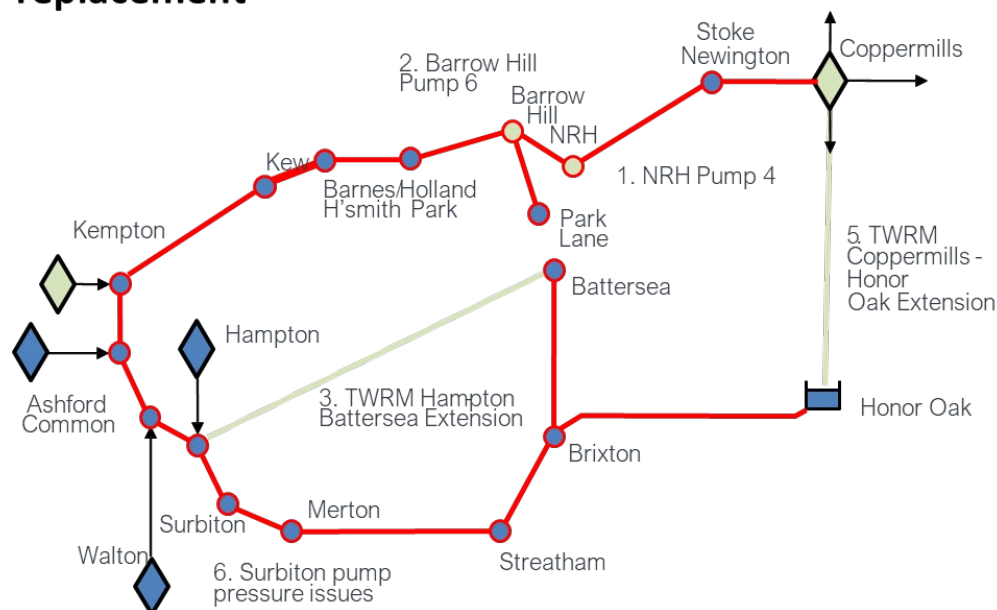 replacement
Stoke
Newington
Coppermills
2. Barrow Hill
Pump 6
Barrow
Hill
NRH
Kew
Barnes/Holland
H'smith Park
1. NRH Pump 4
Kempton
Park
Lane
5. TWRM
Coppermills -
Honor
Oak Extension
Battersea
Hampton
3. TWRM Hampton
Battersea Extension
Ashford
Common
Honor Oak
Brixton
Surbiton
Merton
Streatham
Walton
6. Surbiton pump
pressure issues